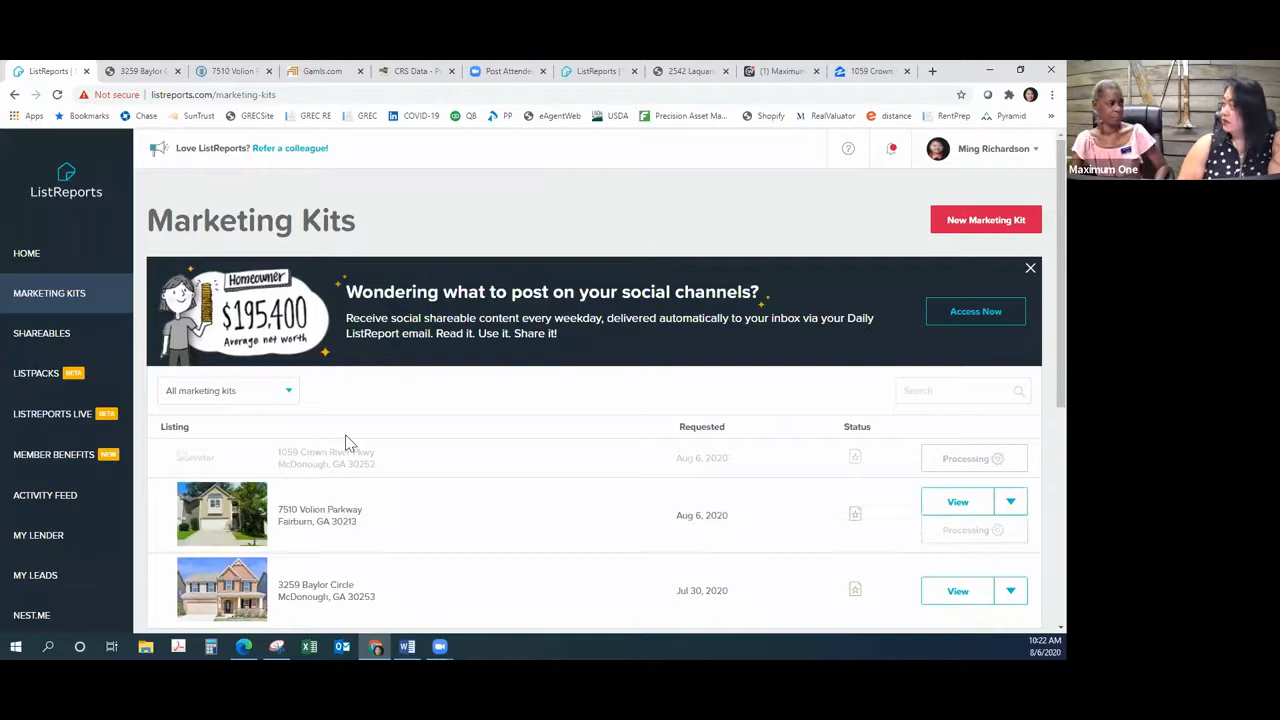 ListReports |
3259 Baylor C
7510 Volion P
Gamls.com
CRS Data - P
Post Attende
ListReports |
2542 Laquan
(1) Maximum
1059 Crown
Not secure
listreports.com/marketing-kits
Apps
Bookmarks
Chase
SunTrust
GRECSite
GREC RE
GREC
COVID-19
QB
PP
eAgentWeb
USDA
Precision Asset Ma...
Shopify
RealValuator
distance
RentPrep
Pyramid
»
Love ListReports? Refer a colleague!
Ming Richardson
Maximum One
ListReports
HOME
MARKETING KITS
SHAREABLES
LISTPACKS BETA
LISTREPORTS LIVE BETA
MEMBER BENEFITS NEW
ACTIVITY FEED
MY LENDER
MY LEADS
NEST.ME
Marketing Kits
New Marketing Kit
Homeowner
$195,400
Average net worth
Wondering what to post on your social channels?
Receive social shareable content every weekday, delivered automatically to your inbox via your Daily
ListReport email. Read it. Use it. Share it!
Access Now
All marketing kits
Search
Listing
Requested
Status
avatar
1059 Crown River Pkwy
McDonough, GA 30252
Aug 6, 2020
Processing
7510 Volion Parkway
Fairburn, GA 30213
Aug 6, 2020
View
Processing
3259 Baylor Circle
McDonough, GA 30253
Jul 30, 2020
View
10:22 AM
8/6/2020